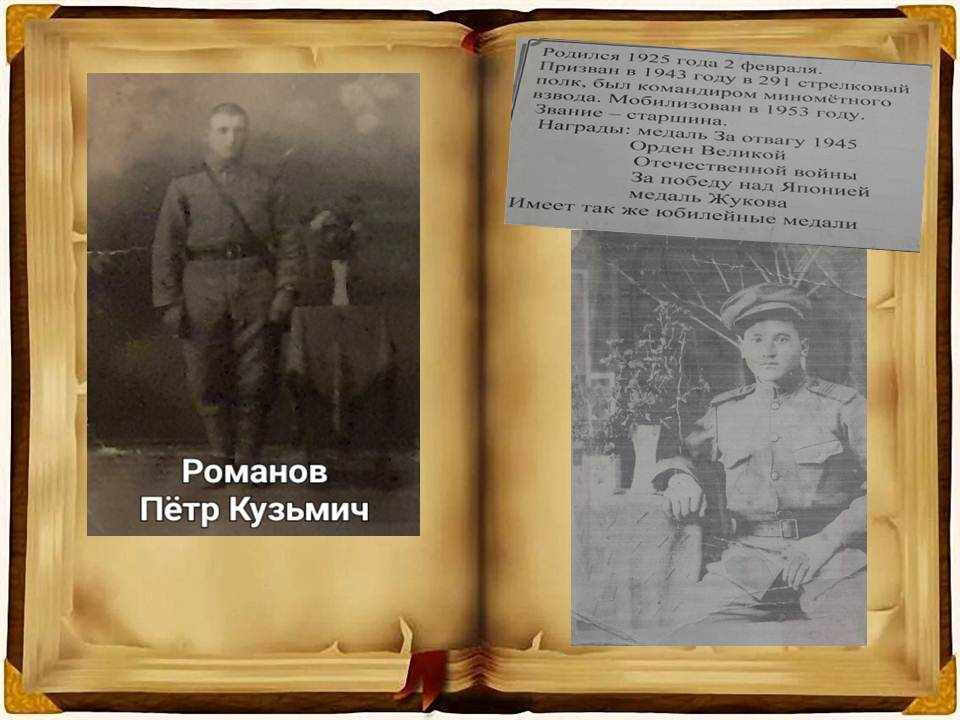 Романов
Пётр Кузьмич
Родился 1925 года 2 февраля.
Призван в 1943 году в 291 стрелковый
полк, был командиром миномётного
взвода. Мобилизован в 1953 году.
Звание – старшина.
Награды: медаль За отвагу 1945
Орден Великой
Отечественной войны
За победу над Японией
медаль Жукова
Имеет так же юбилейные медали